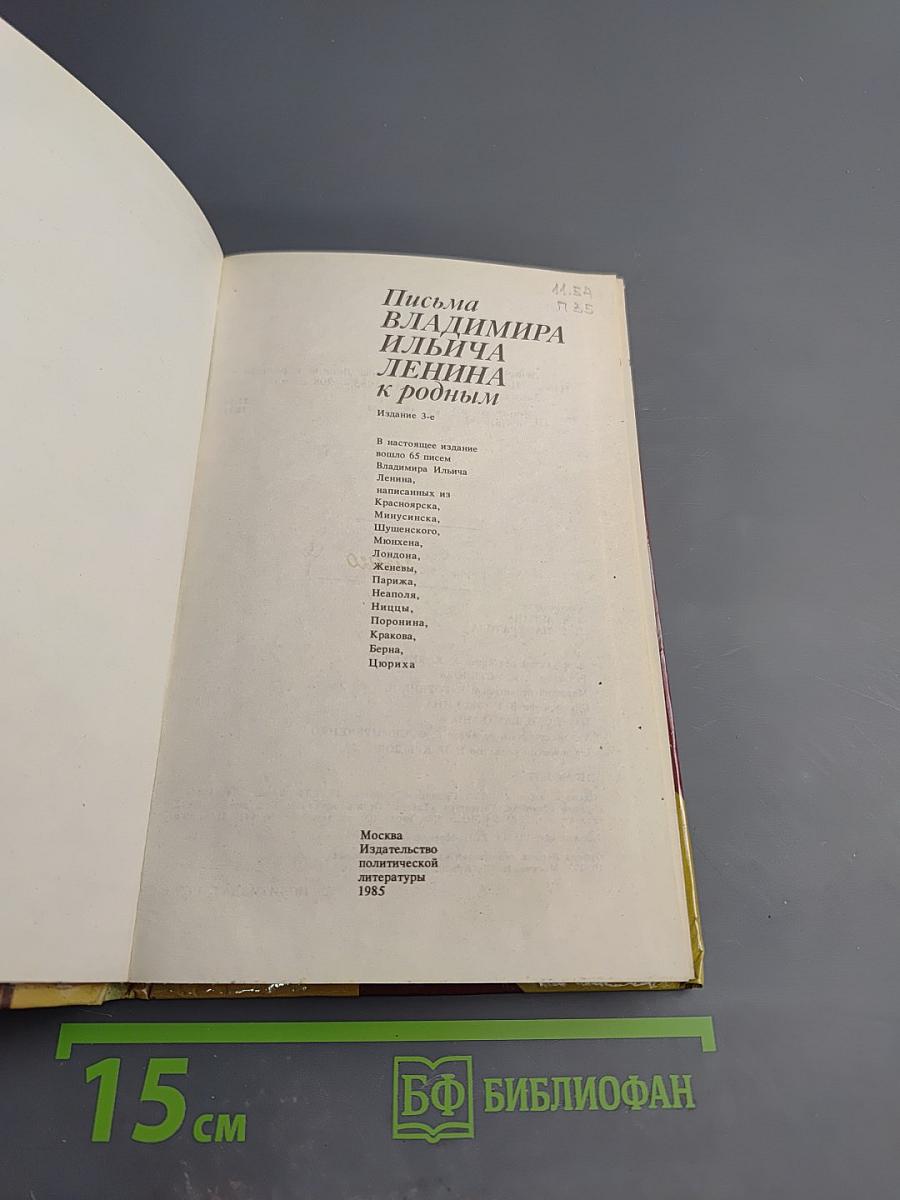 11.5А
П 35
Письма
ВЛАДИМИРА
ИЛЬИЧА
ЛЕНИНА
к родным
Издание 3-е
В настоящее издание
вошло 65 писем
Владимира Ильича
Ленина,
написанных из
Красноярска,
Минусинска,
Шушенского,
Мюнхена,
Лондона,
Женевы,
Парижа,
Неаполя,
Ниццы,
Поронина,
Кракова,
Берна,
Цюриха
Москва
Издательство
политической
литературы
1985
15 см
БФ БИБЛИОФАН